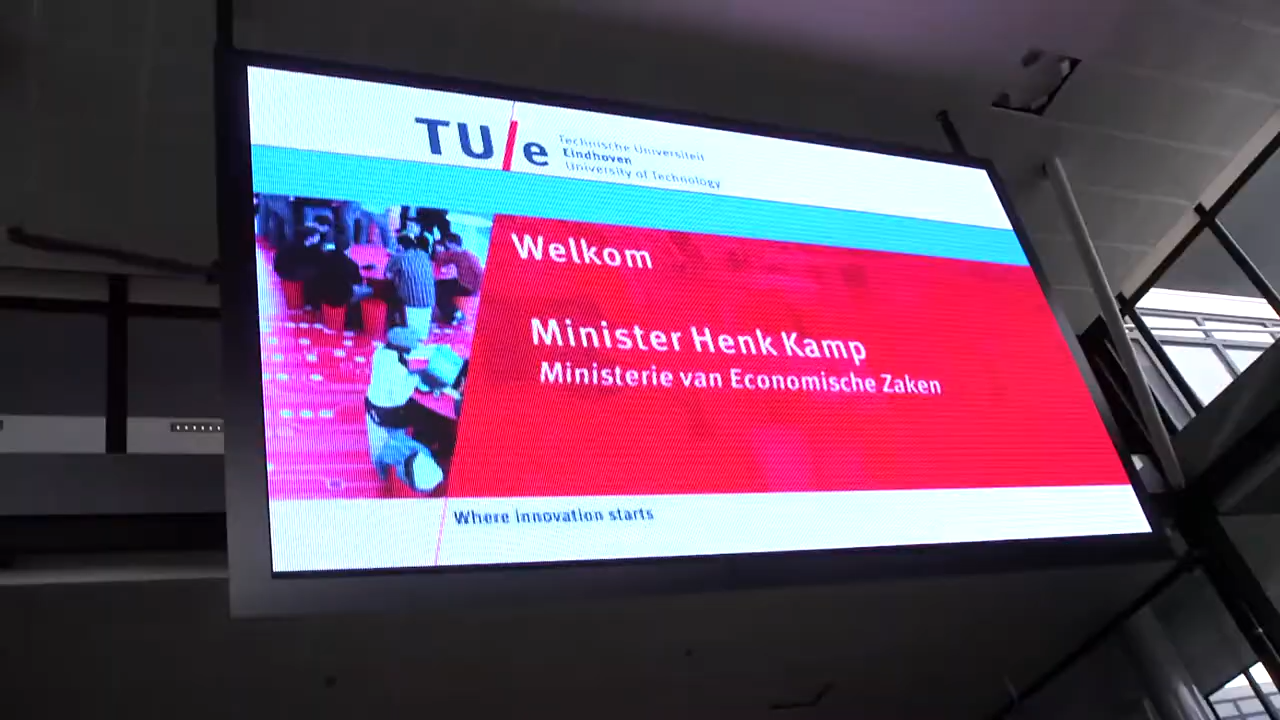 TU/e
Technische Universiteit
Eindhoven
University of Technology
Welkom
Minister Henk Kamp
Ministerie van Economische Zaken
Where innovation starts